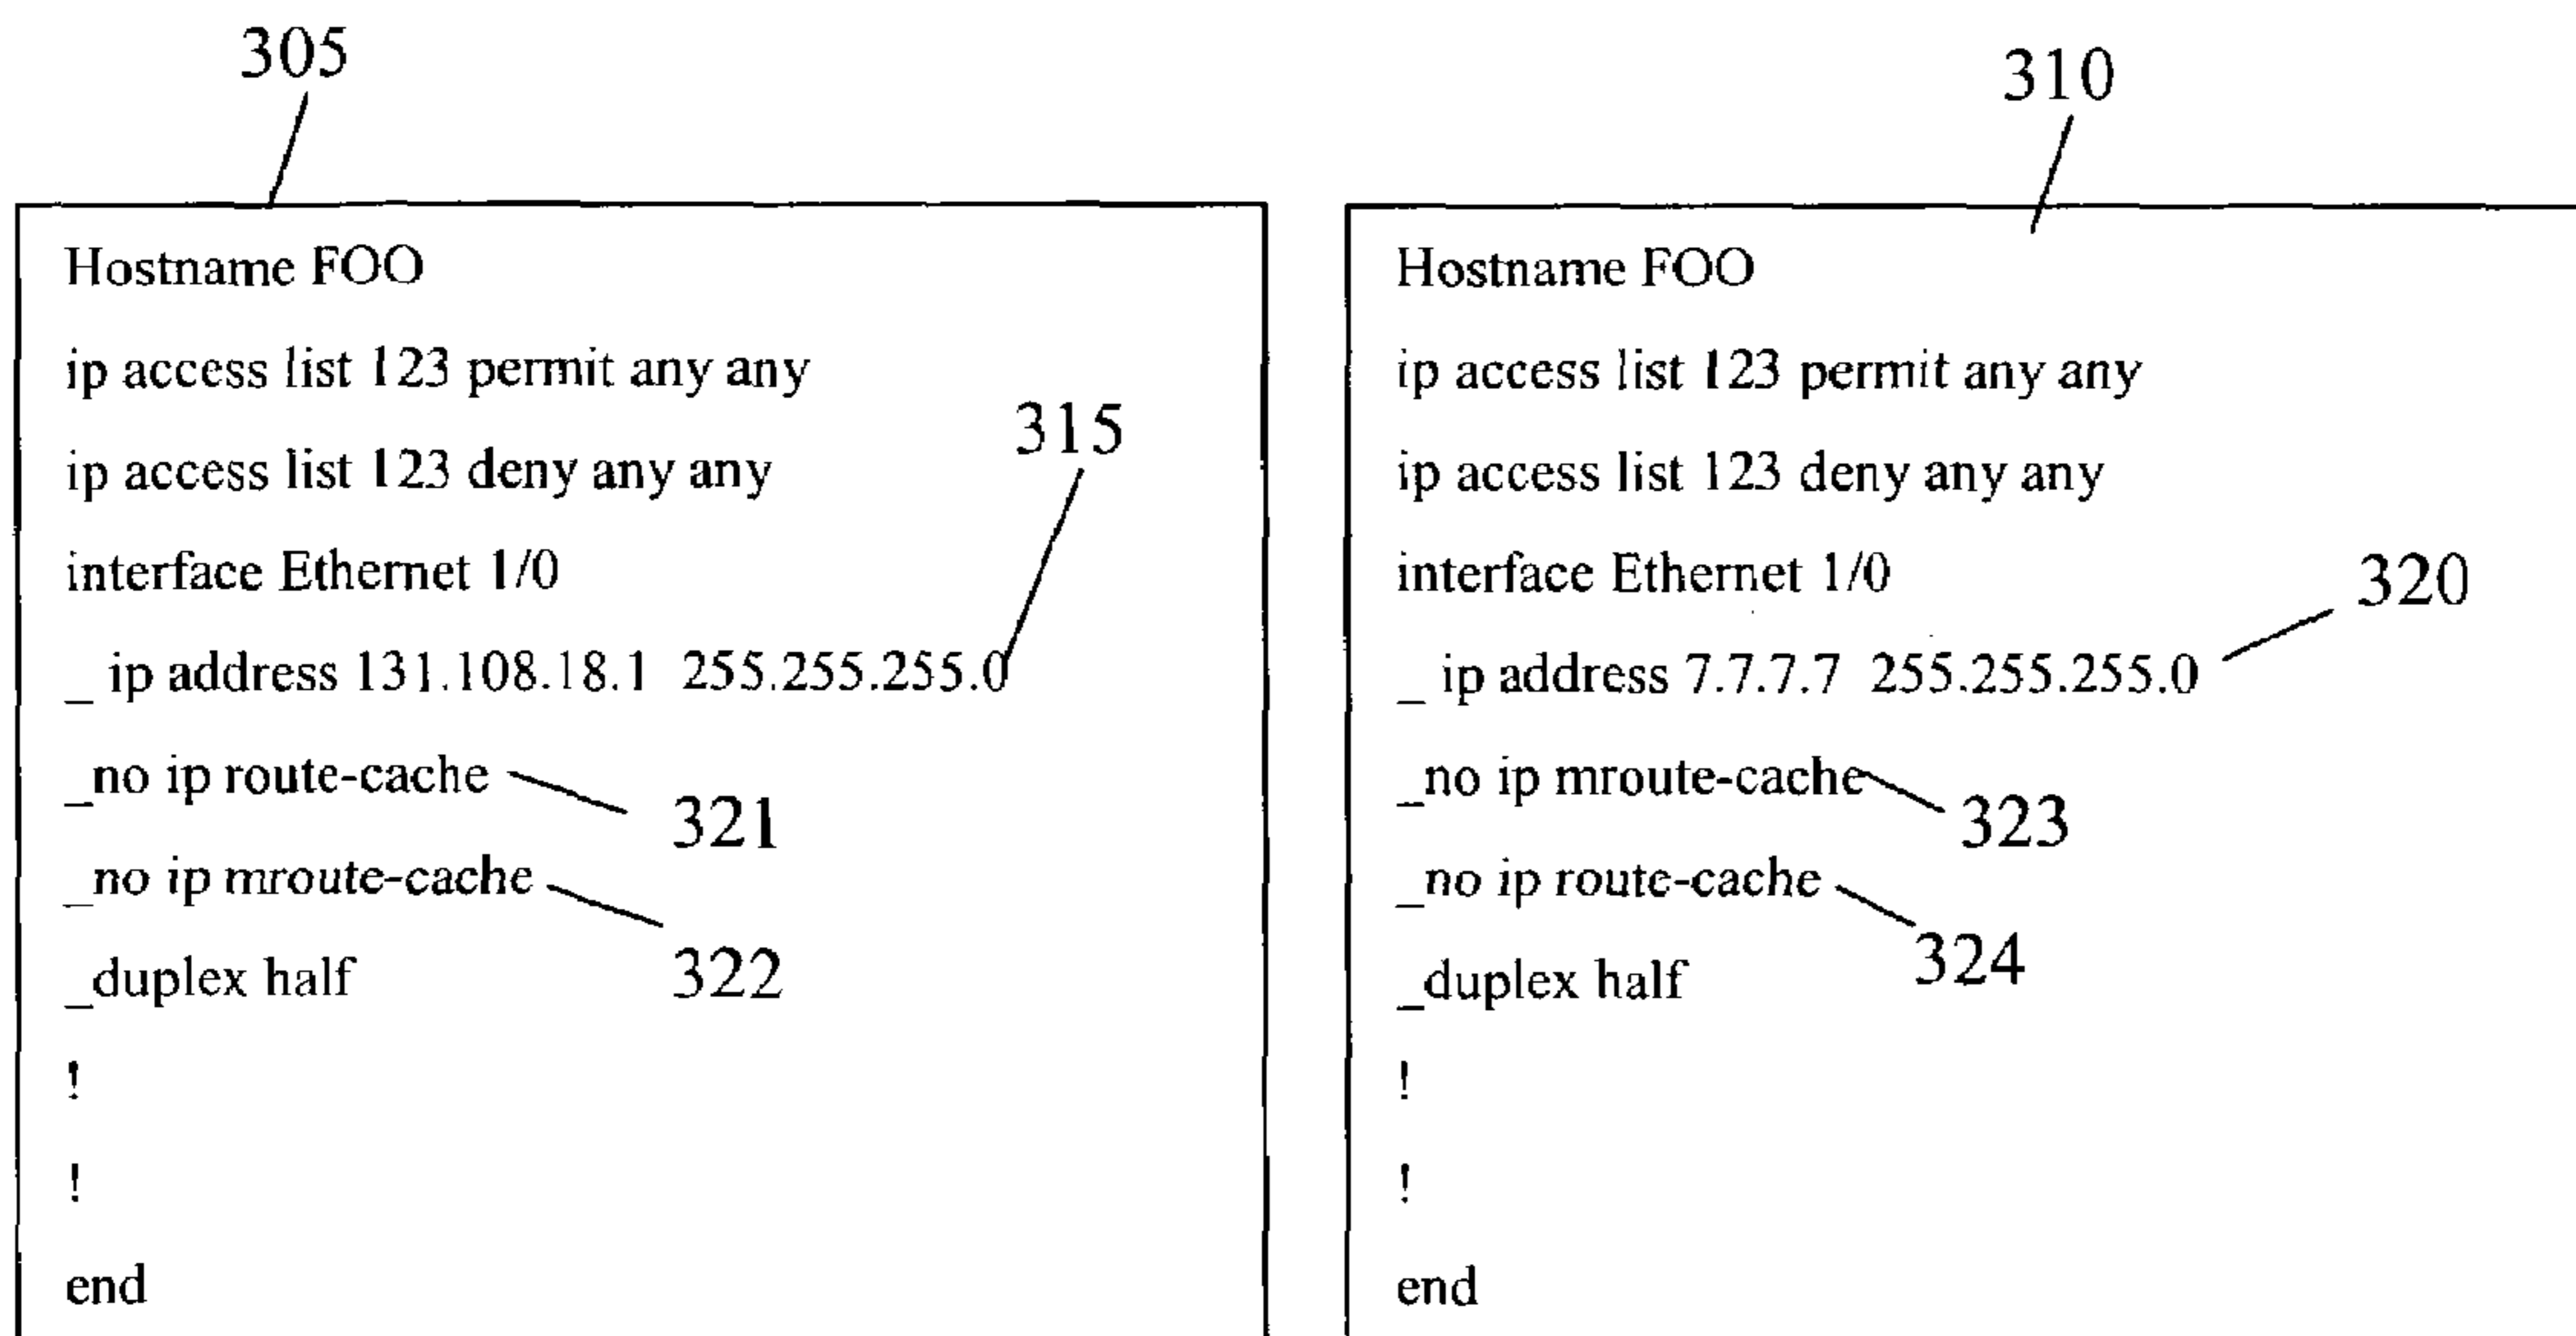 305
310
Hostname FOO
ip access list 123 permit any any
315
ip access list 123 deny any any
interface Ethernet 1/0
_ ip address 131.108.18.1  255.255.255.0
_no ip route-cache
321
_no ip mroute-cache
322
_duplex half
!
!
end
Hostname FOO
ip access list 123 permit any any
ip access list 123 deny any any
interface Ethernet 1/0
320
_ ip address 7.7.7.7  255.255.255.0
_no ip mroute-cache
323
_no ip route-cache
324
_duplex half
!
!
end